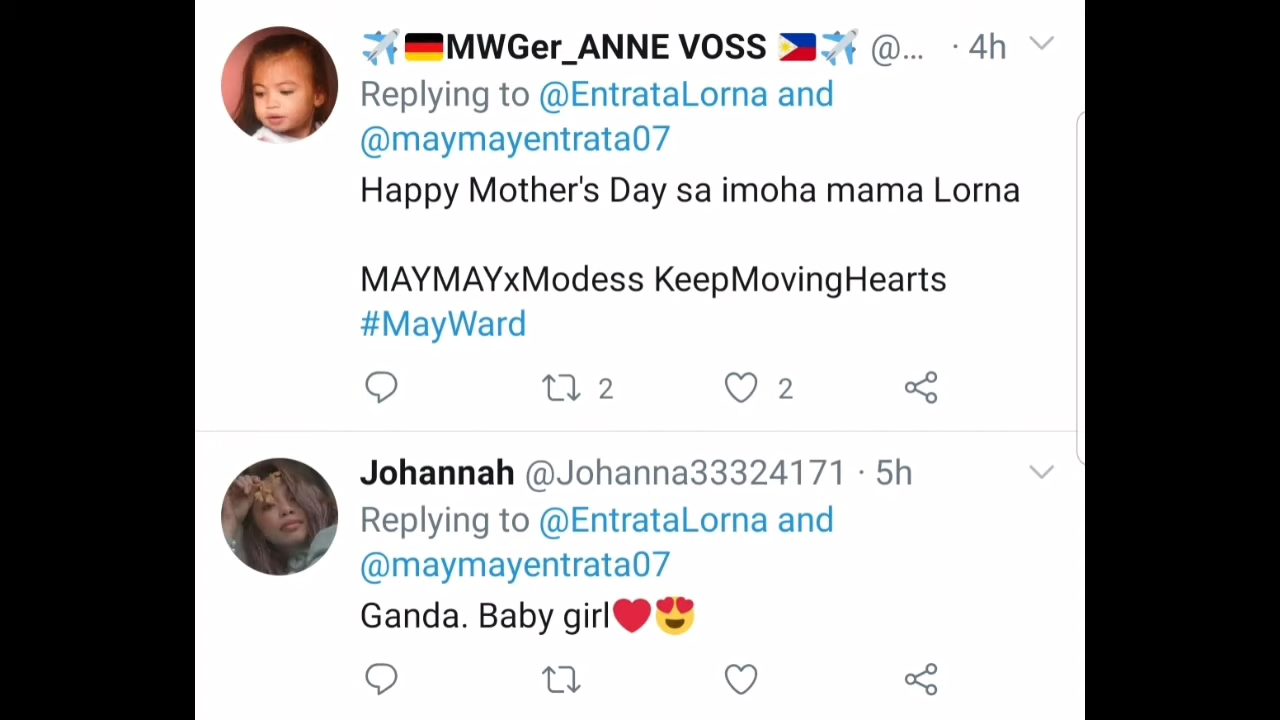 ✈️🇩🇪MWGer_ANNE VOSS 🇵🇭✈️ @... · 4h
Replying to @EntrataLorna and
@maymayentrata07
Happy Mother's Day sa imoha mama Lorna
MAYMAYxModess KeepMovingHearts
#MayWard
2 2
Johannah @Johanna33324171 · 5h
Replying to @EntrataLorna and
@maymayentrata07
Ganda. Baby girl❤️😍